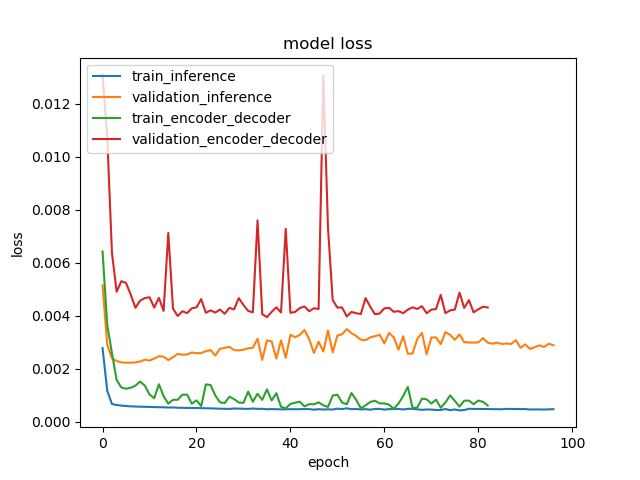 model loss
train_inference
validation_inference
train_encoder_decoder
validation_encoder_decoder
0.012
0.010
0.008
0.006
0.004
0.002
0.000
loss
0 20 40 60 80 100
epoch